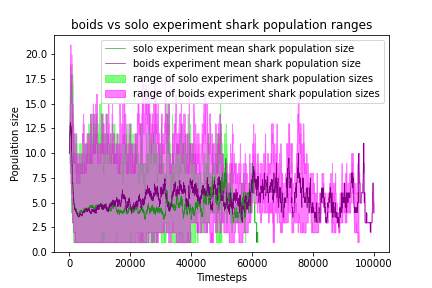 boids vs solo experiment shark population ranges
solo experiment mean shark population size
boids experiment mean shark population size
range of solo experiment shark population sizes
range of boids experiment shark population sizes
Population size
20.0
17.5
15.0
12.5
10.0
7.5
5.0
2.5
0.0
0 20000 40000 60000 80000 100000
Timesteps